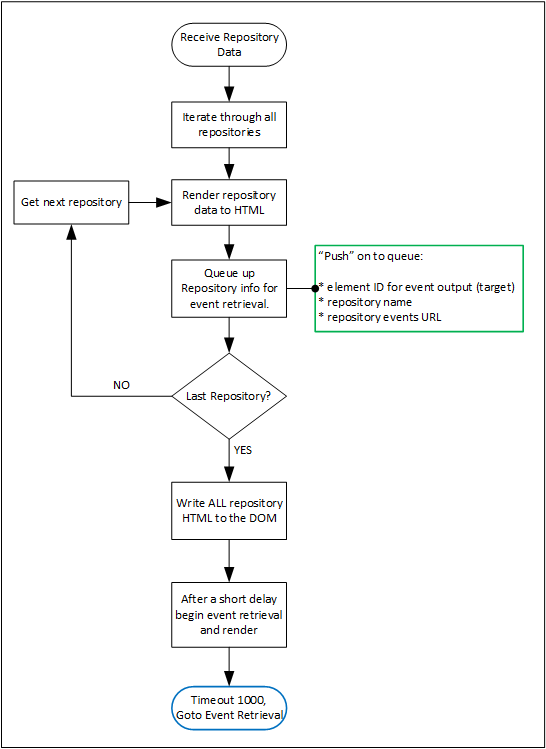 Receive Repository
Data
Iterate through all
repositories
Get next repository
Render repository
data to HTML
Queue up
Repository info for
event retrieval.
“Push” on to queue:
* element ID for event output (target)
* repository name
* repository events URL
Last Repository?
NO
YES
Write ALL repository
HTML to the DOM
After a short delay
begin event retrieval
and render
Timeout 1000,
Goto Event Retrieval